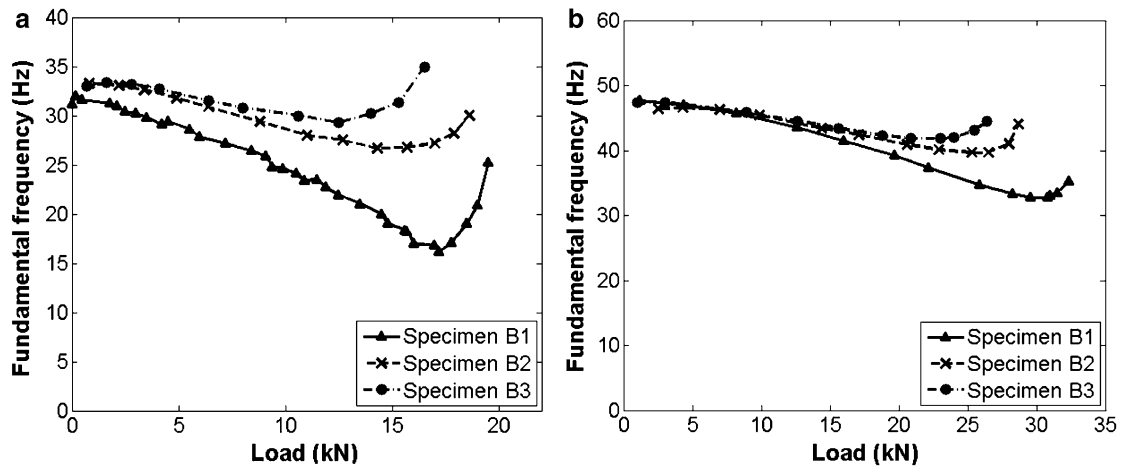 a
Fundamental frequency (Hz)
40
35
30
25
20
15
10
5
0
0 5 10 15 20
Load (kN)
Specimen B1
Specimen B2
Specimen B3
b
Fundamental frequency (Hz)
60
50
40
30
20
10
0
0 5 10 15 20 25 30 35
Load (kN)
Specimen B1
Specimen B2
Specimen B3